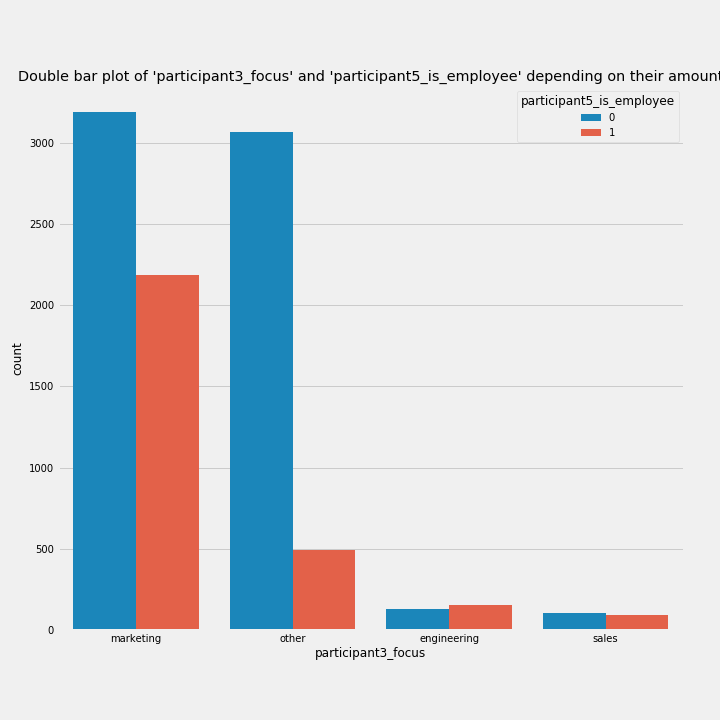 Double bar plot of 'participant3_focus' and 'participant5_is_employee' depending on their amount
participant5_is_employee
0
1
3000
2500
2000
1500
1000
500
0
count
marketing
other
engineering
sales
participant3_focus